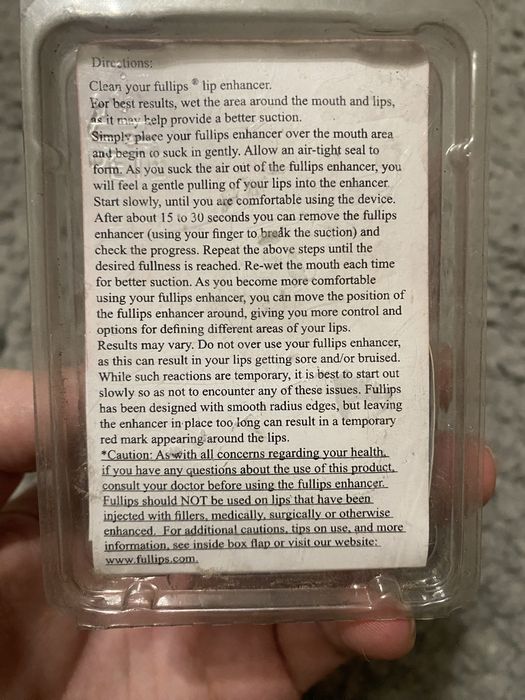 Directions:
Clean your fullips ® lip enhancer.
For best results, wet the area around the mouth and lips,
as it may help provide a better suction.
Simply place your fullips enhancer over the mouth area
and begin to suck in gently. Allow an air-tight seal to
form. As you suck the air out of the fullips enhancer, you
will feel a gentle pulling of your lips into the enhancer
Start slowly, until you are comfortable using the device.
After about 15 to 30 seconds you can remove the fullips
enhancer (using your finger to break the suction) and
check the progress. Repeat the above steps until the
desired fullness is reached. Re-wet the mouth each time
for better suction. As you become more comfortable
using your fullips enhancer, you can move the position of
the fullips enhancer around, giving you more control and
options for defining different areas of your lips.
Results may vary. Do not over use your fullips enhancer,
as this can result in your lips getting sore and/or bruised.
While such reactions are temporary, it is best to start out
slowly so as not to encounter any of these issues. Fullips
has been designed with smooth radius edges, but leaving
the enhancer in place too long can result in a temporary
red mark appearing around the lips.
*Caution: As with all concerns regarding your health,
if you have any questions about the use of this product,
consult your doctor before using the fullips enhancer.
Fullips should NOT be used on lips that have been
injected with fillers, medically, surgically or otherwise
enhanced. For additional cautions, tips on use, and more
information, see inside box flap or visit our website:
www.fullips.com.